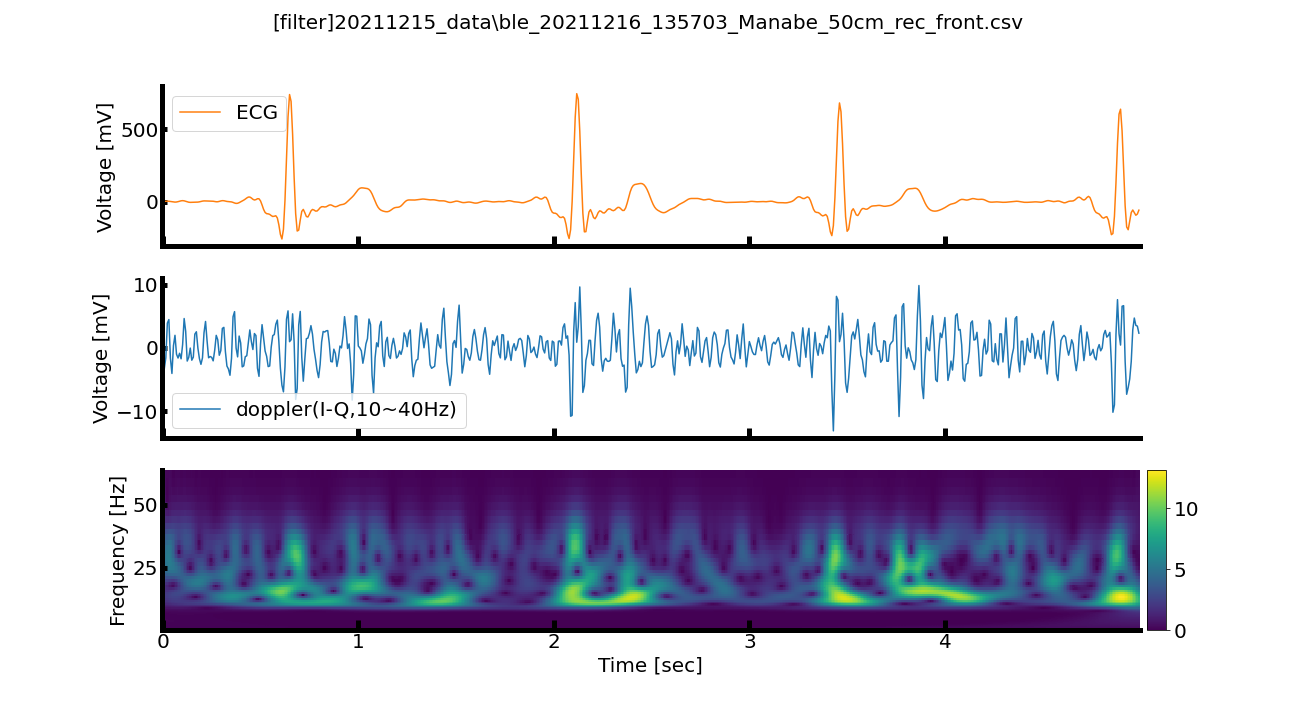 [filter]20211215_data\ble_20211216_135703_Manabe_50cm_rec_front.csv
Voltage [mV]
500
0
ECG
Voltage [mV]
10
0
−10
doppler(I-Q,10~40Hz)
Frequency [Hz]
50
25
10
5
0
0 1 2 3 4
Time [sec]